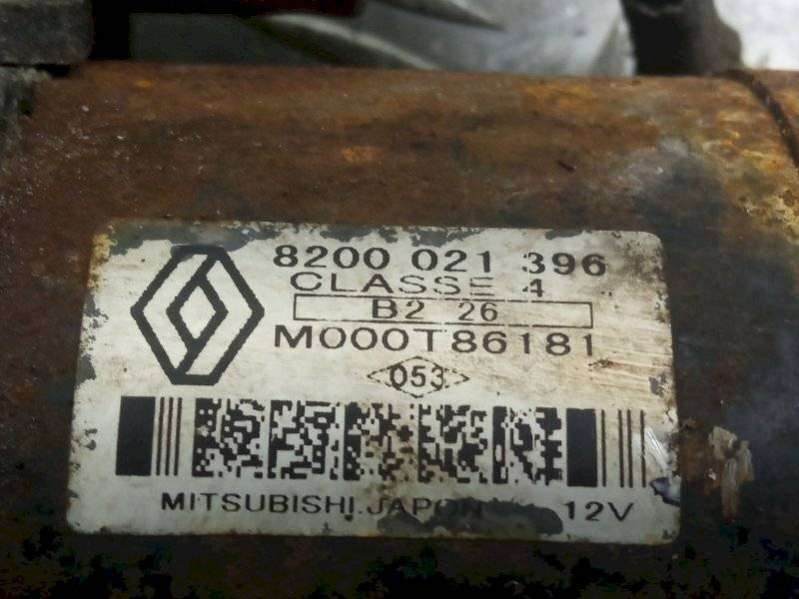 8200 021 396
CLASSE 4
B2 26
M000T86181
053
MITSUBISHI.JAPON 12V